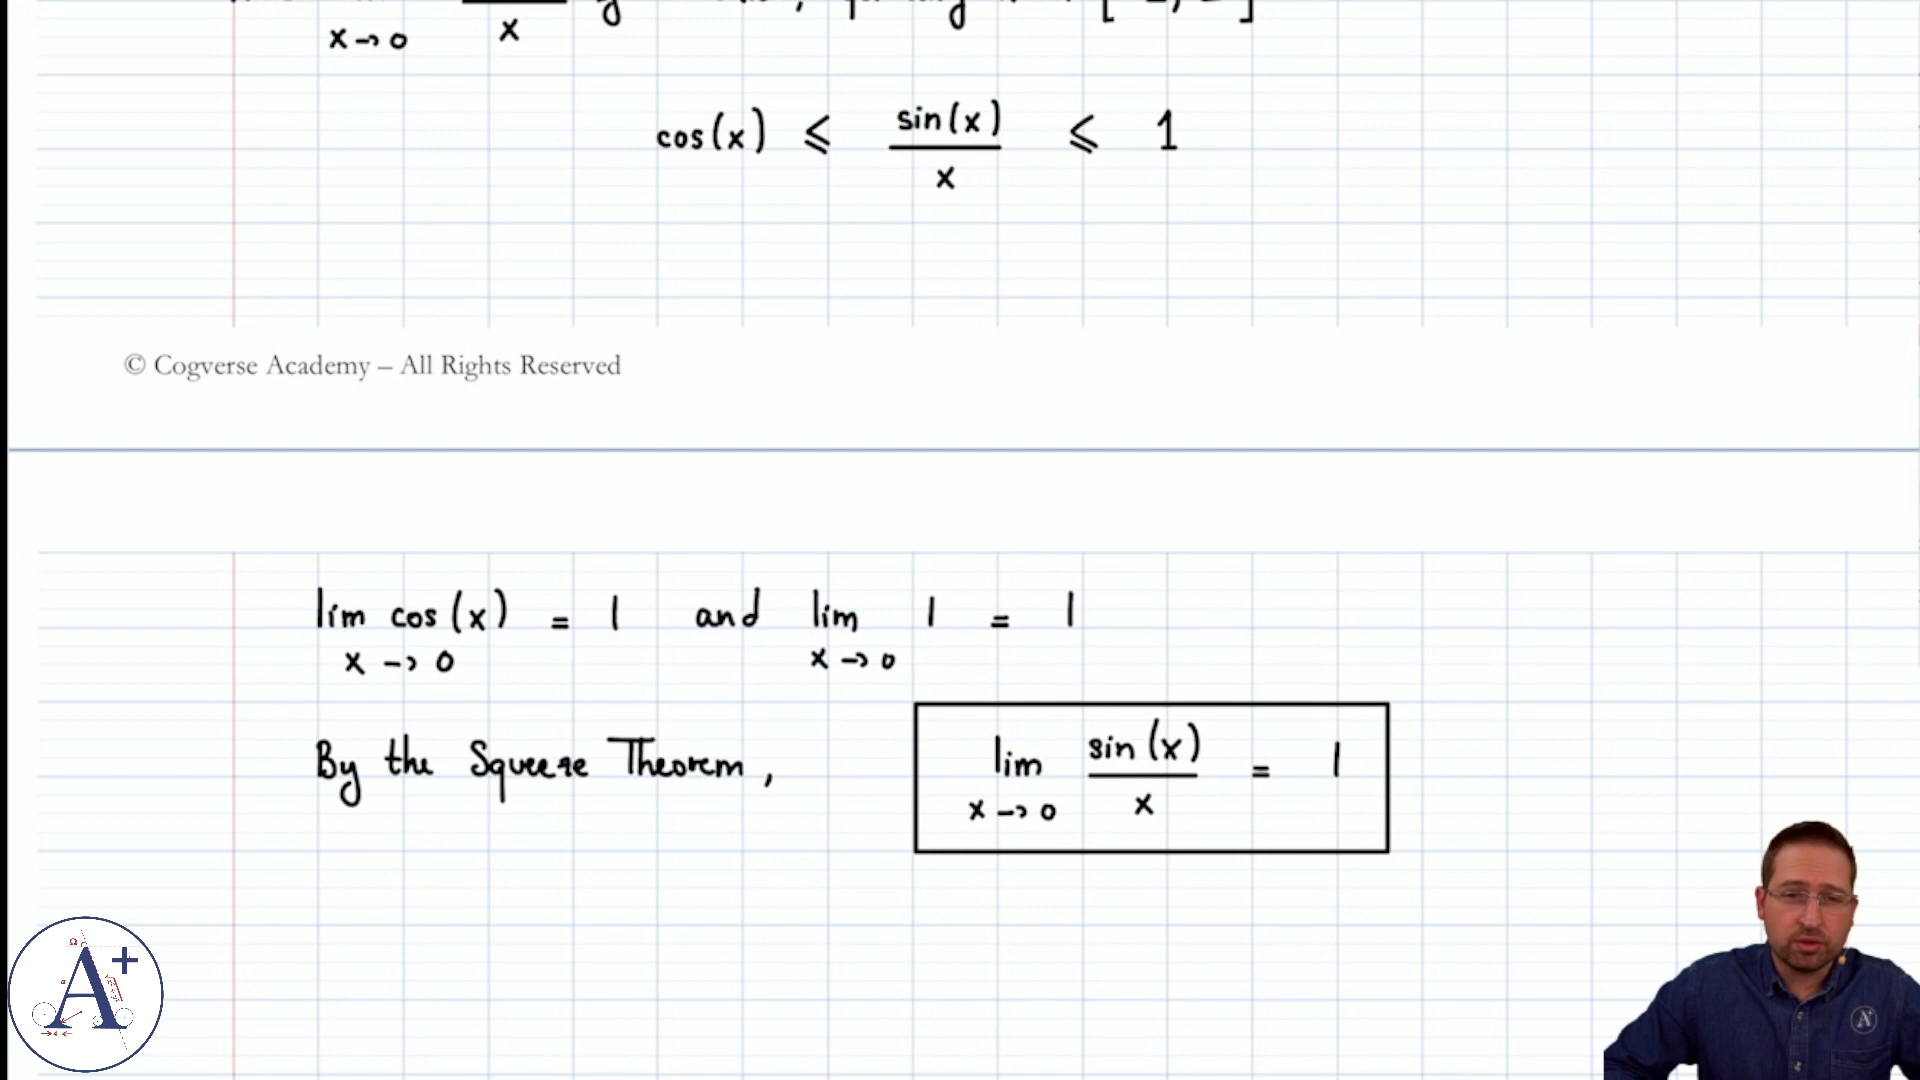 x → 0 x
cos(x) ⩽ sin(x) ⩽ 1
x
© Cogverse Academy – All Rights Reserved
lim cos(x) = 1 and lim 1 = 1
x → 0 x → 0
By the Squeeze Theorem, lim sin(x) = 1
x → 0 x
A+